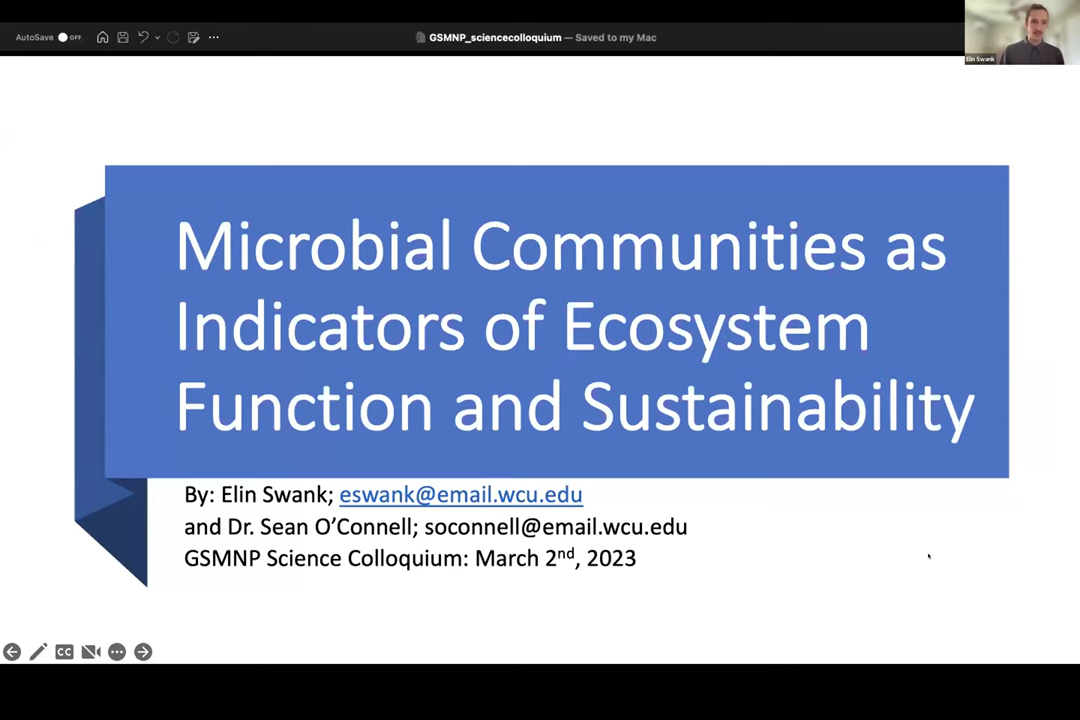 AutoSave OFF
GSMNP_sciencecolloquium — Saved to my Mac
Elin Swank
Microbial Communities as
Indicators of Ecosystem
Function and Sustainability
By: Elin Swank; eswank@email.wcu.edu
and Dr. Sean O’Connell; soconnell@email.wcu.edu
GSMNP Science Colloquium: March 2nd, 2023
CC